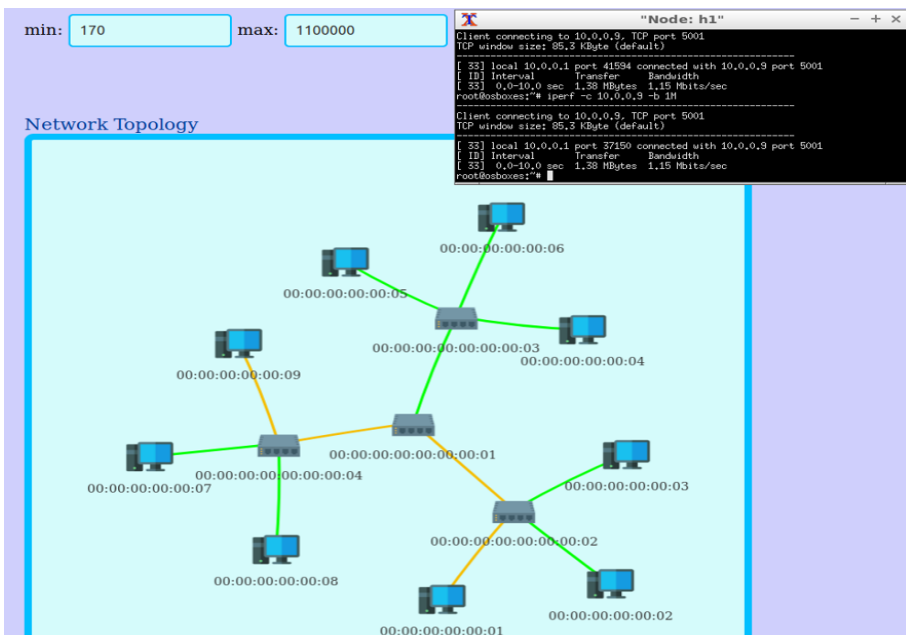 min: 170 max: 1100000
"Node: h1"
Client connecting to 10.0.0.9, TCP port 5001
TCP window size: 85.3 KByte (default)
------------------------------------------------------------
[ 33] local 10.0.0.1 port 41594 connected with 10.0.0.9 port 5001
[ ID] Interval Transfer Bandwidth
[ 33] 0.0-10.0 sec 1.38 MBytes 1.15 Mbits/sec
root@osboxes:~# iperf -c 10.0.0.9 -b 1M
------------------------------------------------------------
Client connecting to 10.0.0.9, TCP port 5001
TCP window size: 85.3 KByte (default)
------------------------------------------------------------
[ 33] local 10.0.0.1 port 37150 connected with 10.0.0.9 port 5001
[ ID] Interval Transfer Bandwidth
[ 33] 0.0-10.0 sec 1.38 MBytes 1.15 Mbits/sec
root@osboxes:~#
Network Topology
00:00:00:00:00:06
00:00:00:00:00:05
00:00:00:00:00:00:00:03
00:00:00:00:00:04
00:00:00:00:00:09
00:00:00:00:00:00:00:01
00:00:00:00:00:00:00:04
00:00:00:00:00:07
00:00:00:00:00:03
00:00:00:00:00:00:00:02
00:00:00:00:00:08
00:00:00:00:00:02
00:00:00:00:00:01